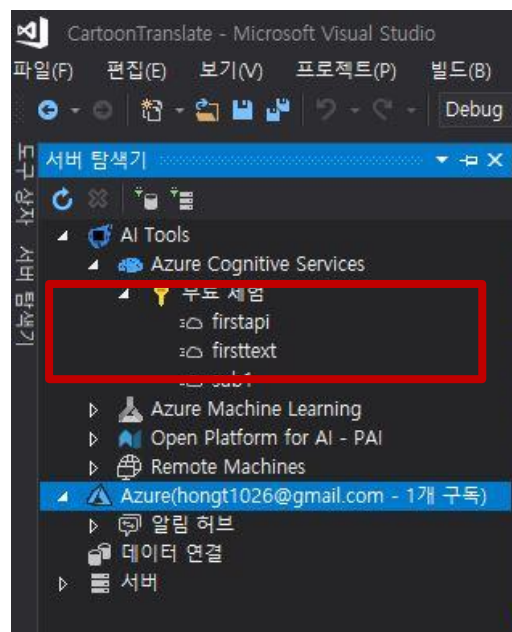 CartoonTranslate - Microsoft Visual Studio
파일(F) 편집(E) 보기(V) 프로젝트(P) 빌드(B)
Debug
도구 상자
서버 탐색기
서버 탐색기
AI Tools
Azure Cognitive Services
무료 체험
firstapi
firsttext
sub1
Azure Machine Learning
Open Platform for AI - PAI
Remote Machines
Azure(hongt1026@gmail.com - 1개 구독)
알림 허브
데이터 연결
서버